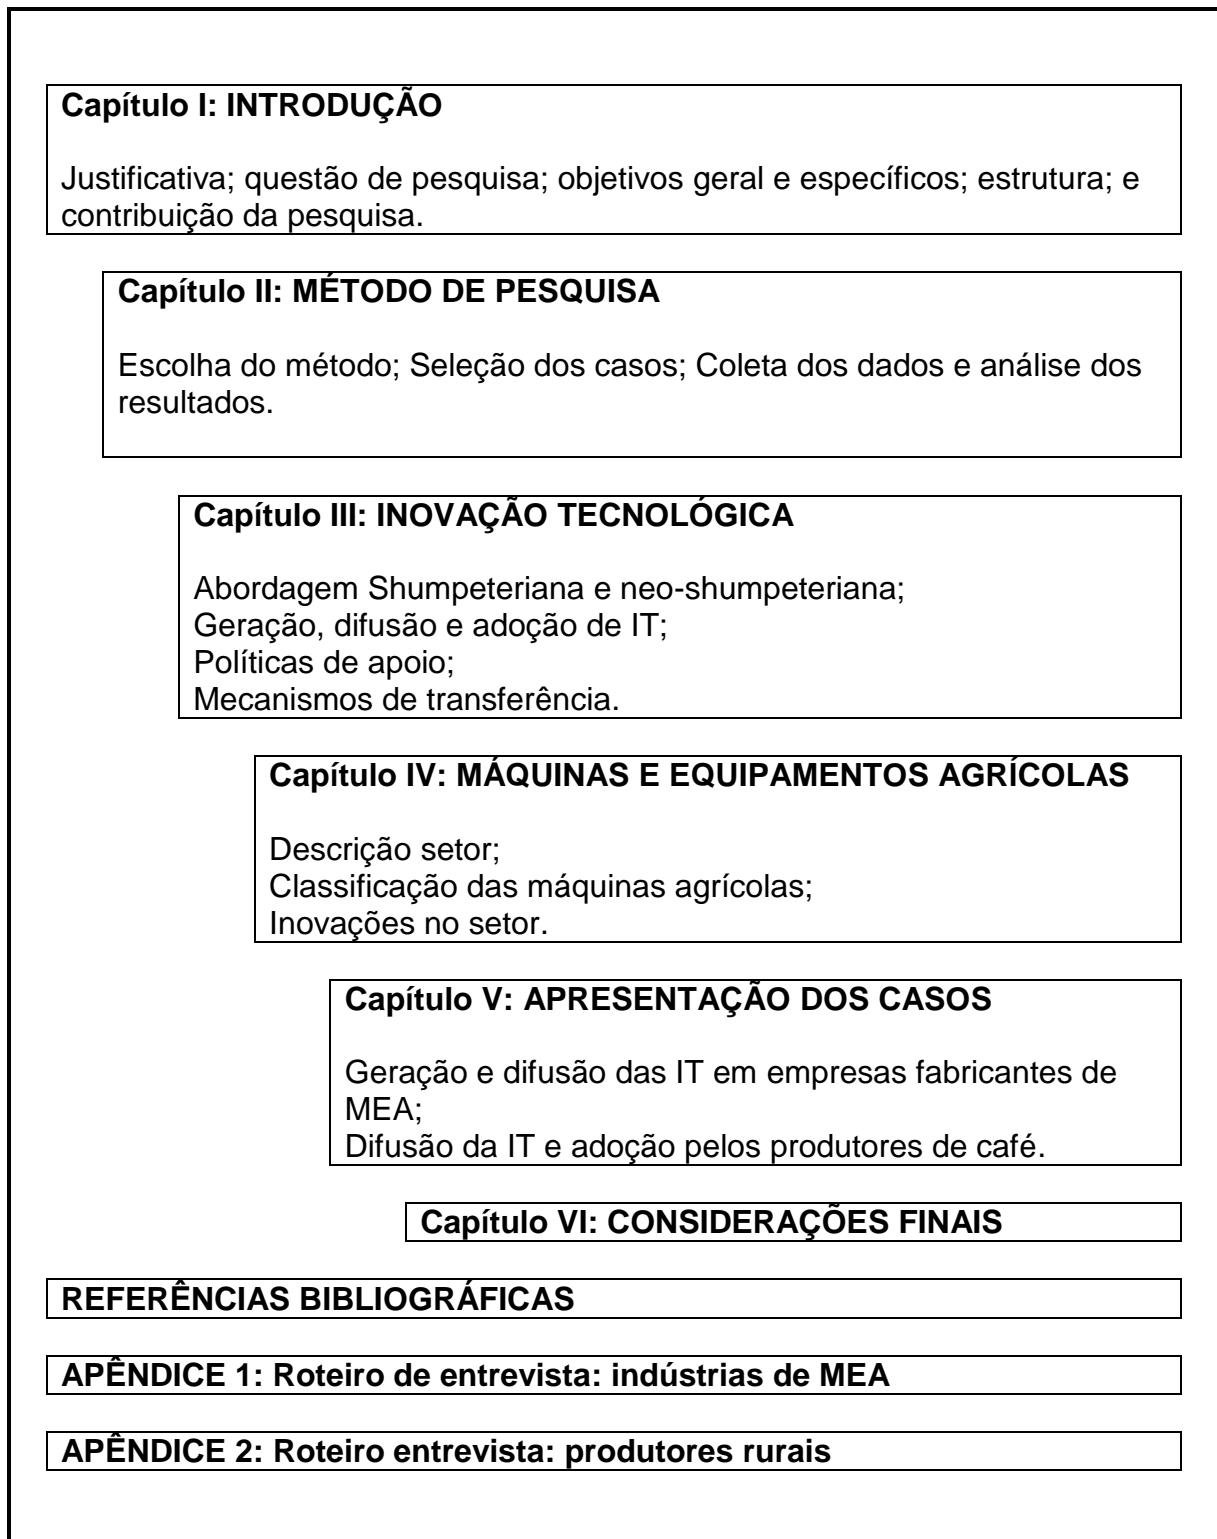 Capítulo I: INTRODUÇÃO
Justificativa; questão de pesquisa; objetivos geral e específicos; estrutura; e
contribuição da pesquisa.
Capítulo II: MÉTODO DE PESQUISA
Escolha do método; Seleção dos casos; Coleta dos dados e análise dos
resultados.
Capítulo III: INOVAÇÃO TECNOLÓGICA
Abordagem Shumpeteriana e neo-shumpeteriana;
Geração, difusão e adoção de IT;
Políticas de apoio;
Mecanismos de transferência.
Capítulo IV: MÁQUINAS E EQUIPAMENTOS AGRÍCOLAS
Descrição setor;
Classificação das máquinas agrícolas;
Inovações no setor.
Capítulo V: APRESENTAÇÃO DOS CASOS
Geração e difusão das IT em empresas fabricantes de
MEA;
Difusão da IT e adoção pelos produtores de café.
Capítulo VI: CONSIDERAÇÕES FINAIS
REFERÊNCIAS BIBLIOGRÁFICAS
APÊNDICE 1: Roteiro de entrevista: indústrias de MEA
APÊNDICE 2: Roteiro entrevista: produtores rurais